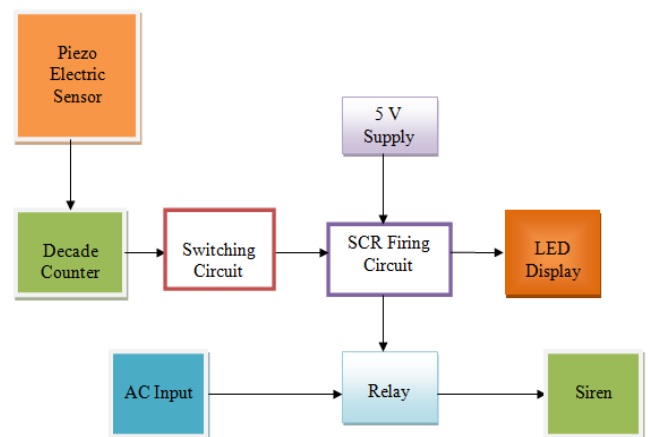 Piezo
Electric
Sensor
5 V
Supply
Decade
Counter
Switching
Circuit
SCR Firing
Circuit
LED
Display
AC Input
Relay
Siren